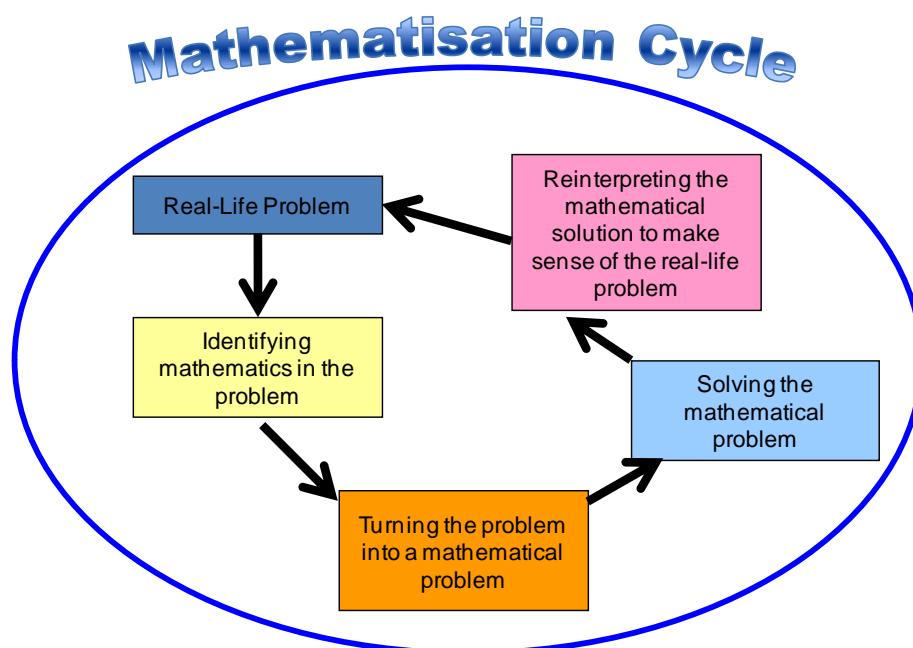 Mathematisation Cycle
Real-Life Problem
Identifying
mathematics in the
problem
Turning the problem
into a mathematical
problem
Solving the
mathematical
problem
Reinterpreting the
mathematical
solution to make
sense of the real-life
problem